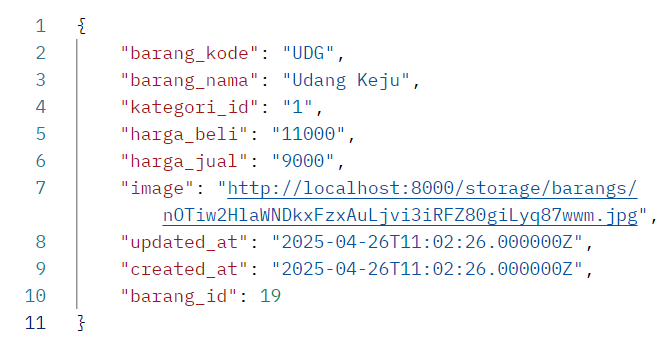 1 {
2 "barang_kode": "UDG",
3 "barang_nama": "Udang Keju",
4 "kategori_id": "1",
5 "harga_beli": "11000",
6 "harga_jual": "9000",
7 "image": "http://localhost:8000/storage/barangs/
nOTiw2HlaWNDkxFzxAuLjvi3iRFZ80giLyq87wwm.jpg",
8 "updated_at": "2025-04-26T11:02:26.000000Z",
9 "created_at": "2025-04-26T11:02:26.000000Z",
10 "barang_id": 19
11 }